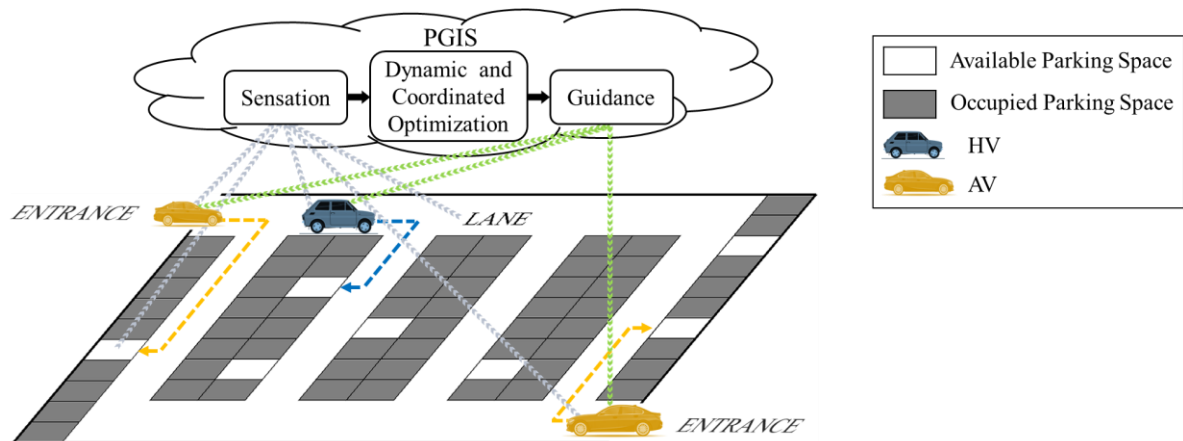 PGIS
Sensation
Dynamic and
Coordinated
Optimization
Guidance
Available Parking Space
Occupied Parking Space
HV
AV
ENTRANCE
LANE
ENTRANCE